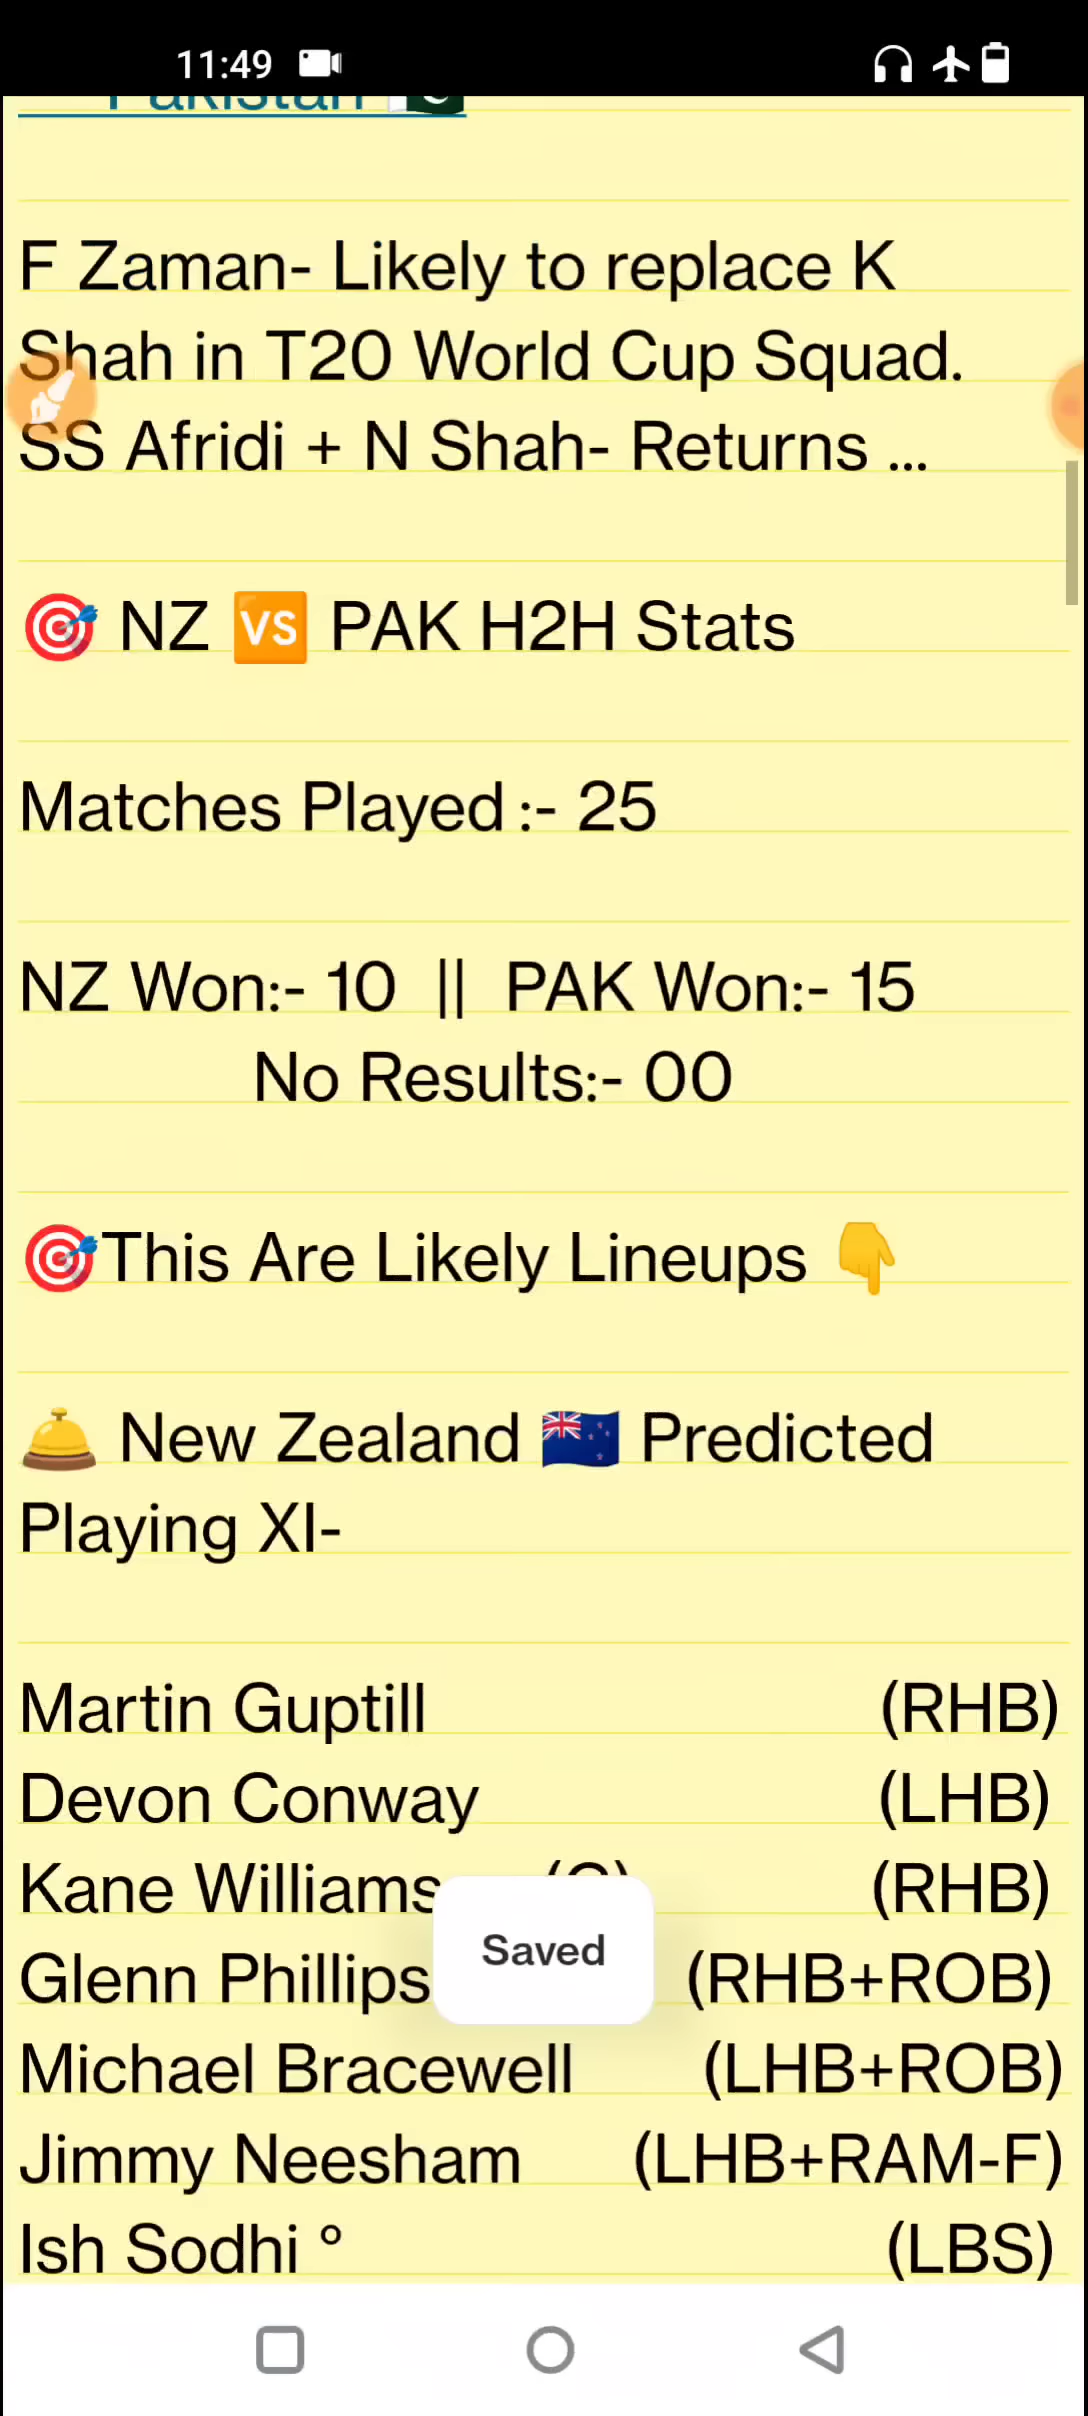 11:49
Pakistan 🇵🇰
F Zaman- Likely to replace K
Shah in T20 World Cup Squad.
SS Afridi + N Shah- Returns ...
🎯 NZ 🆚 PAK H2H Stats
Matches Played :- 25
NZ Won:- 10 || PAK Won:- 15
No Results:- 00
🎯This Are Likely Lineups 👇
🛎️ New Zealand 🇳🇿 Predicted
Playing XI-
Martin Guptill (RHB)
Devon Conway (LHB)
Kane Williams (C) (RHB)
Saved
Glenn Phillips (RHB+ROB)
Michael Bracewell (LHB+ROB)
Jimmy Neesham (LHB+RAM-F)
Ish Sodhi ° (LBS)